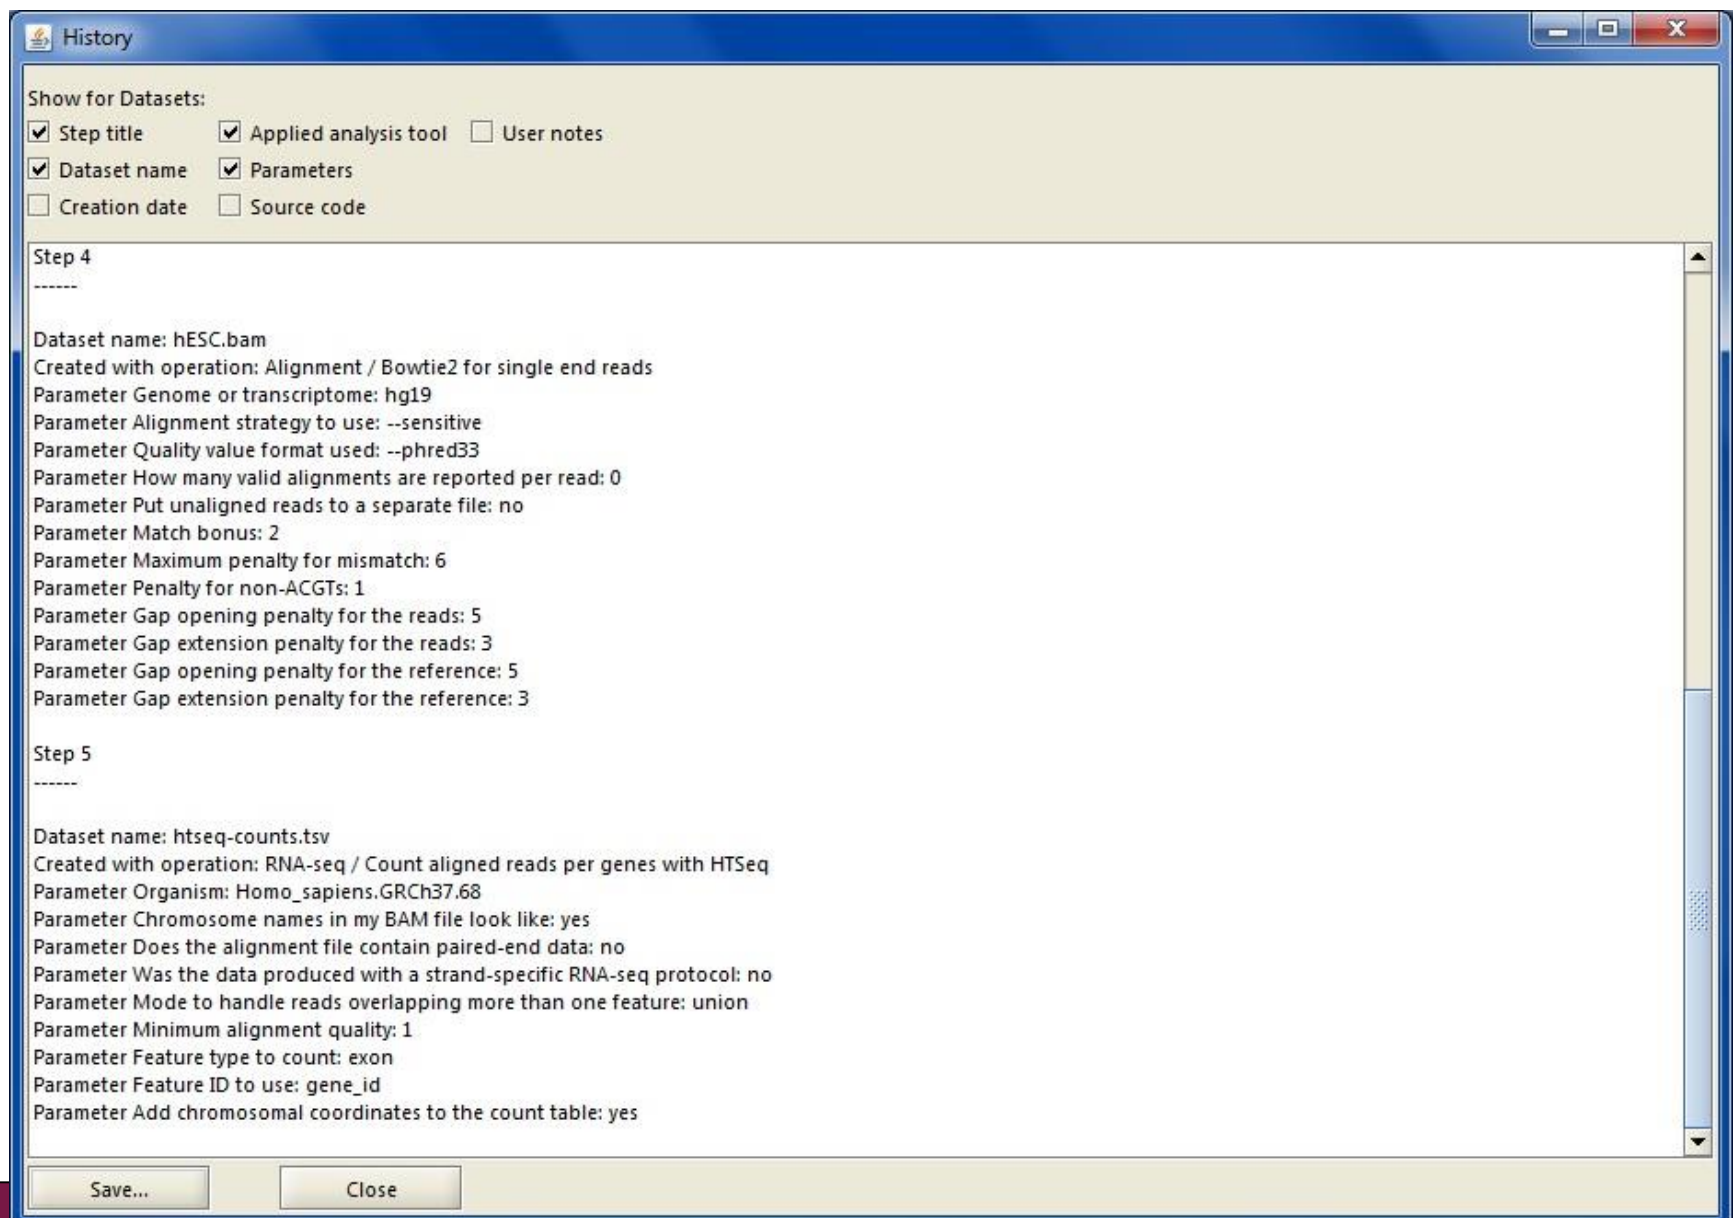 History
Show for Datasets:
Step title Applied analysis tool User notes
Dataset name Parameters
Creation date Source code
Step 4
------
Dataset name: hESC.bam
Created with operation: Alignment / Bowtie2 for single end reads
Parameter Genome or transcriptome: hg19
Parameter Alignment strategy to use: --sensitive
Parameter Quality value format used: --phred33
Parameter How many valid alignments are reported per read: 0
Parameter Put unaligned reads to a separate file: no
Parameter Match bonus: 2
Parameter Maximum penalty for mismatch: 6
Parameter Penalty for non-ACGTs: 1
Parameter Gap opening penalty for the reads: 5
Parameter Gap extension penalty for the reads: 3
Parameter Gap opening penalty for the reference: 5
Parameter Gap extension penalty for the reference: 3
Step 5
------
Dataset name: htseq-counts.tsv
Created with operation: RNA-seq / Count aligned reads per genes with HTSeq
Parameter Organism: Homo_sapiens.GRCh37.68
Parameter Chromosome names in my BAM file look like: yes
Parameter Does the alignment file contain paired-end data: no
Parameter Was the data produced with a strand-specific RNA-seq protocol: no
Parameter Mode to handle reads overlapping more than one feature: union
Parameter Minimum alignment quality: 1
Parameter Feature type to count: exon
Parameter Feature ID to use: gene_id
Parameter Add chromosomal coordinates to the count table: yes
Save... Close